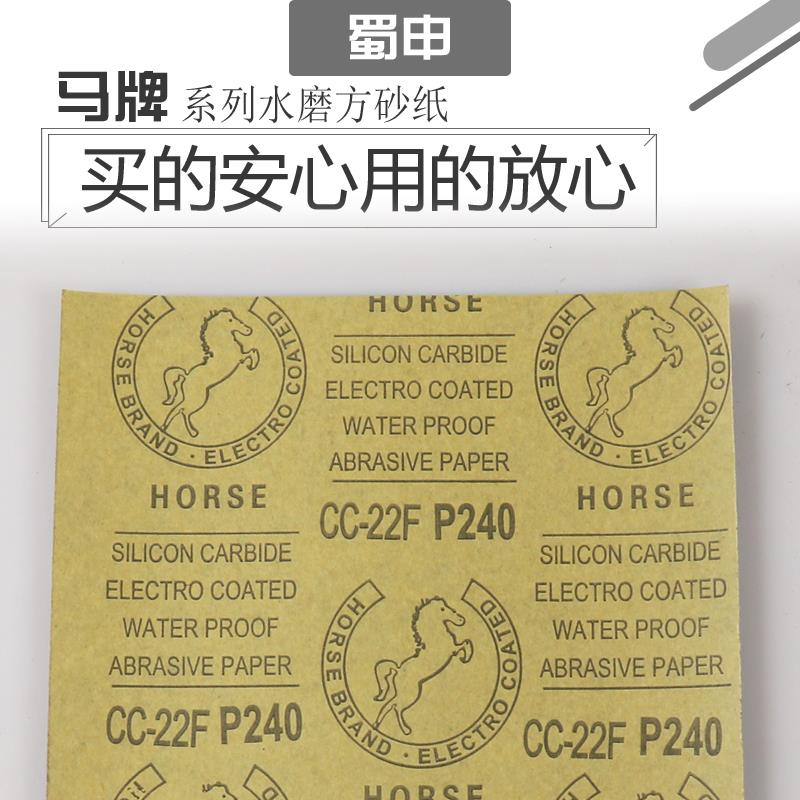 蜀申
马牌 系列水磨方砂纸
买的安心用的放心
HORSE
HORSE BRAND · ELECTRO COATED
SILICON CARBIDE
ELECTRO COATED
WATER PROOF
ABRASIVE PAPER
CC-22F P240
HORSE BRAND · ELECTRO COATED
HORSE
SILICON CARBIDE
ELECTRO COATED
WATER PROOF
ABRASIVE PAPER
CC-22F P240
HORSE
SILICON CARBIDE
ELECTRO COATED
WATER PROOF
ABRASIVE PAPER
CC-22F P240
HORSE BRAND · ELECTRO COATED
HORSE